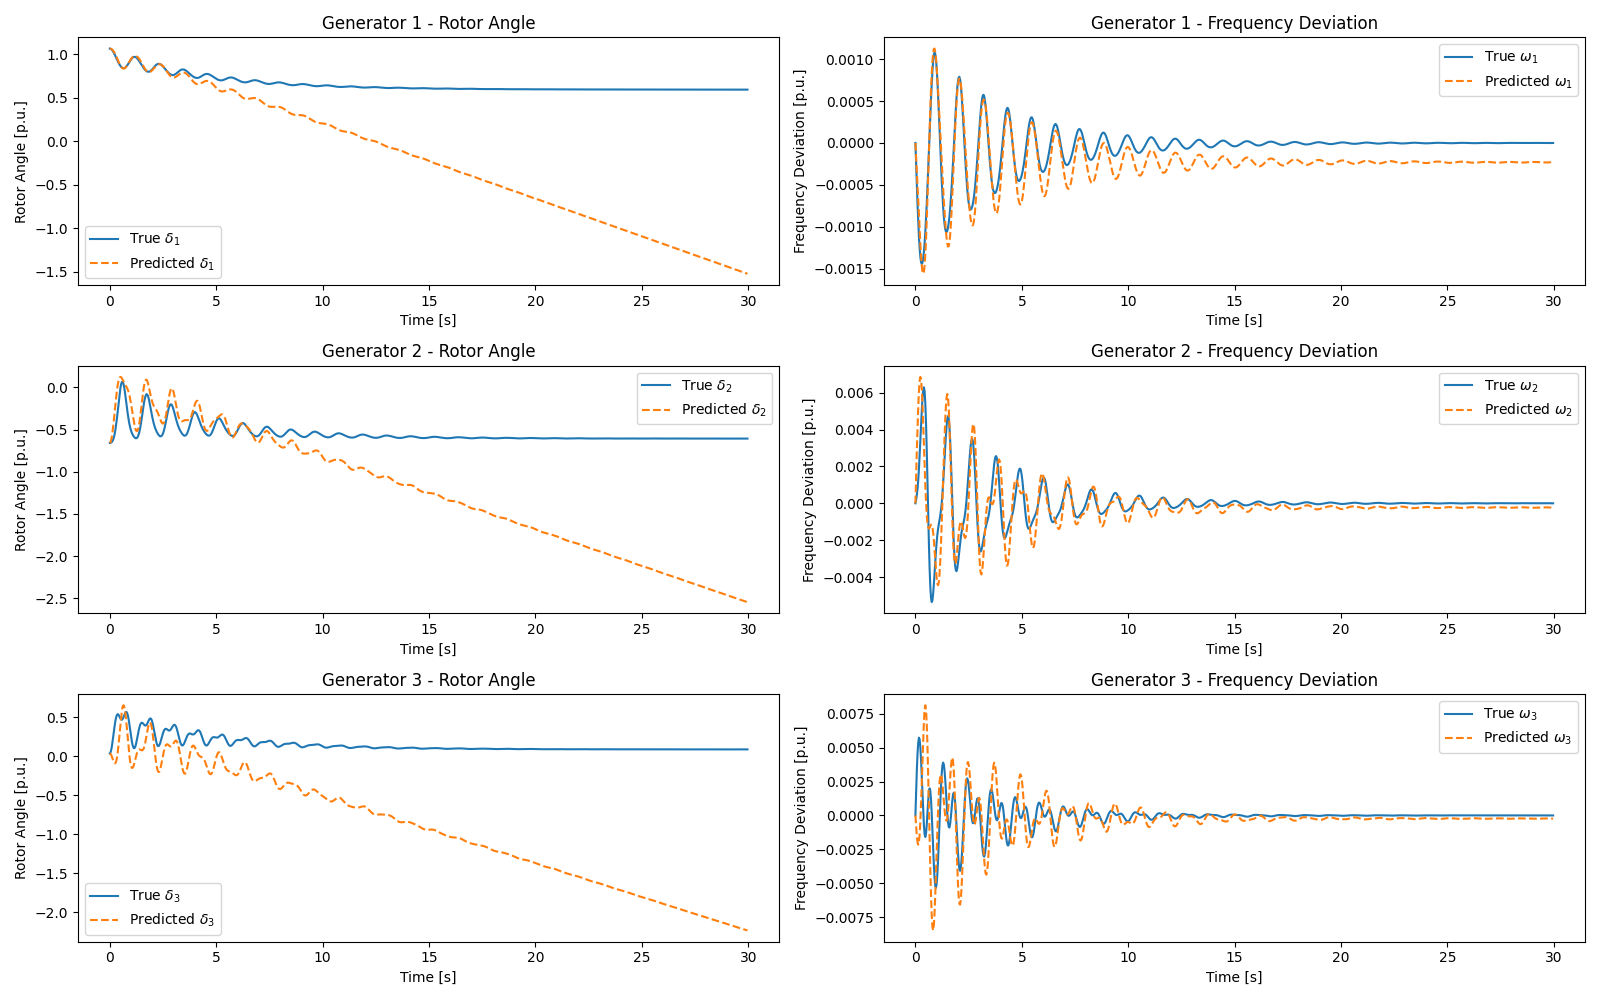 Generator 1 - Rotor Angle
Rotor Angle [p.u.]
1.0
0.5
0.0
−0.5
−1.0
−1.5
True δ1
Predicted δ1
0 5 10 15 20 25 30
Time [s]
Generator 1 - Frequency Deviation
Frequency Deviation [p.u.]
0.0010
0.0005
0.0000
−0.0005
−0.0010
−0.0015
True ω1
Predicted ω1
0 5 10 15 20 25 30
Time [s]
Generator 2 - Rotor Angle
Rotor Angle [p.u.]
0.0
−0.5
−1.0
−1.5
−2.0
−2.5
True δ2
Predicted δ2
0 5 10 15 20 25 30
Time [s]
Generator 2 - Frequency Deviation
Frequency Deviation [p.u.]
0.006
0.004
0.002
0.000
−0.002
−0.004
True ω2
Predicted ω2
0 5 10 15 20 25 30
Time [s]
Generator 3 - Rotor Angle
Rotor Angle [p.u.]
0.5
0.0
−0.5
−1.0
−1.5
−2.0
True δ3
Predicted δ3
0 5 10 15 20 25 30
Time [s]
Generator 3 - Frequency Deviation
Frequency Deviation [p.u.]
0.0075
0.0050
0.0025
0.0000
−0.0025
−0.0050
−0.0075
True ω3
Predicted ω3
0 5 10 15 20 25 30
Time [s]